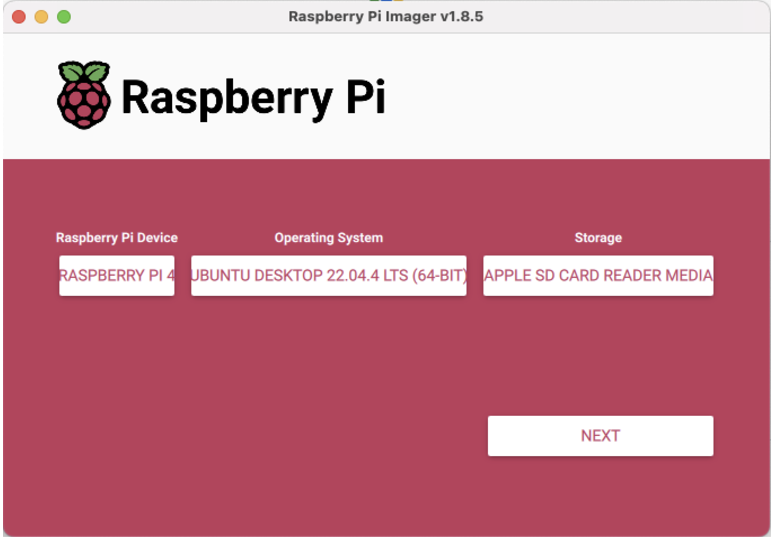 Raspberry Pi Imager v1.8.5
Raspberry Pi
Raspberry Pi Device
Operating System
Storage
RASPBERRY PI 4
UBUNTU DESKTOP 22.04.4 LTS (64-BIT)
APPLE SD CARD READER MEDIA
NEXT